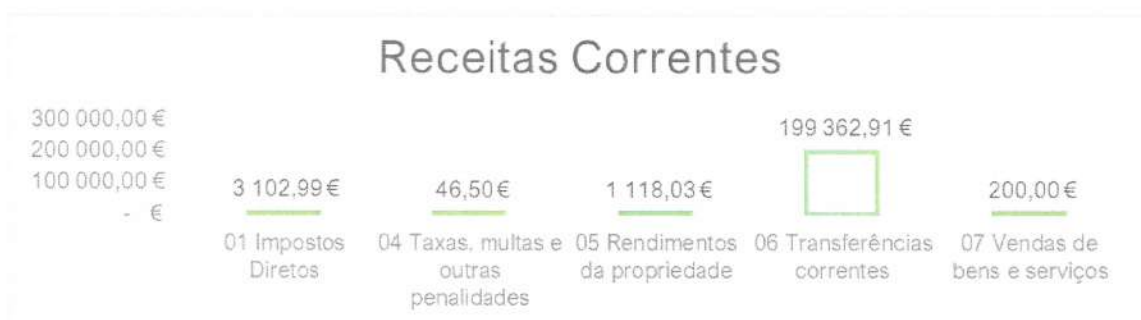 Receitas Correntes
300 000,00 €
200 000,00 €
100 000,00 €
- €
3 102,99 €
46,50 €
1 118,03 €
199 362,91 €
200,00 €
01 Impostos
Diretos
04 Taxas, multas e
outras
penalidades
05 Rendimentos
da propriedade
06 Transferências
correntes
07 Vendas de
bens e serviços